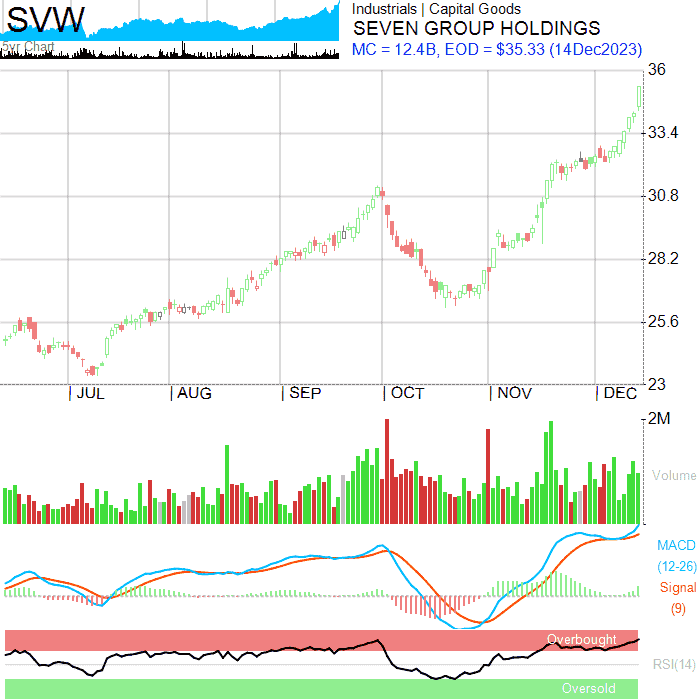 SVW
5yr Chart
Industrials | Capital Goods
SEVEN GROUP HOLDINGS
MC = 12.4B, EOD = $35.33 (14Dec2023)
36
33.4
30.8
28.2
25.6
23
JUL AUG SEP OCT NOV DEC
2M
Volume
MACD
(12-26)
Signal
(9)
Overbought
RSI(14)
Oversold